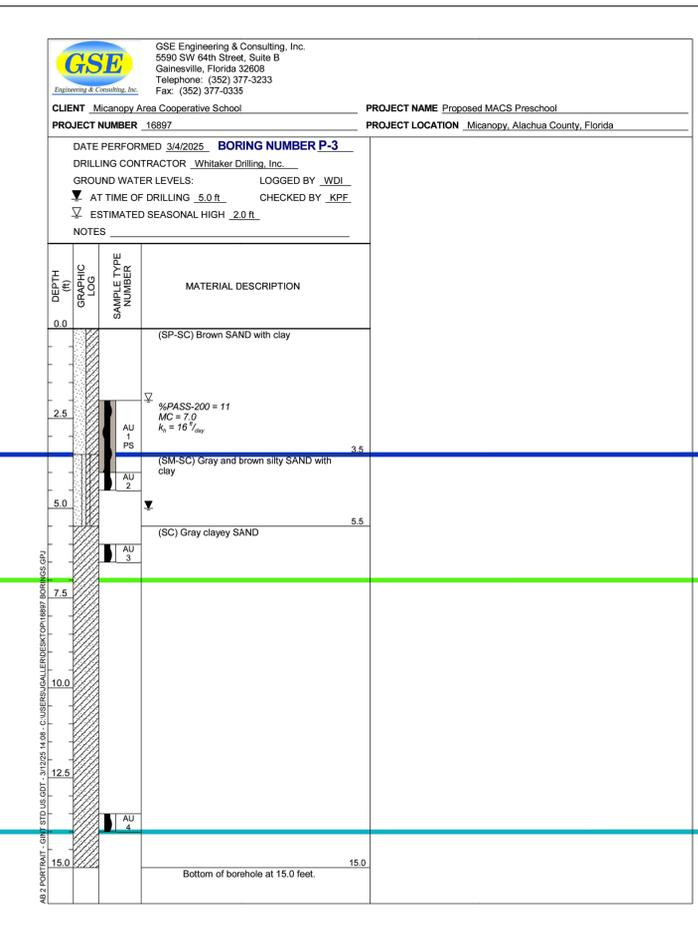 GSE
Engineering & Consulting, Inc.
GSE Engineering & Consulting, Inc.
5590 SW 64th Street, Suite B
Gainesville, Florida 32608
Telephone: (352) 377-3233
Fax: (352) 377-0335
CLIENT Micanopy Area Cooperative School
PROJECT NAME Proposed MACS Preschool
PROJECT NUMBER 16897
PROJECT LOCATION Micanopy, Alachua County, Florida
DATE PERFORMED 3/4/2025 BORING NUMBER P-3
DRILLING CONTRACTOR Whitaker Drilling, Inc.
GROUND WATER LEVELS: LOGGED BY WDI
AT TIME OF DRILLING 5.0 ft CHECKED BY KPF
ESTIMATED SEASONAL HIGH 2.0 ft
NOTES
DEPTH (ft)
GRAPHIC LOG
SAMPLE TYPE NUMBER
MATERIAL DESCRIPTION
0.0
(SP-SC) Brown SAND with clay
%PASS-200 = 11
2.5
MC = 7.0
AU
1
PS
kh = 16 ft/day
3.5
(SM-SC) Gray and brown silty SAND with
clay
AU
2
5.0
5.5
(SC) Gray clayey SAND
AU
3
7.5
10.0
12.5
AU
4
15.0
15.0
Bottom of borehole at 15.0 feet.
AB 2 PORTRAIT - GINT STD US.GDT - 3/12/25 14:08 - C:\USERS\JGALLER\DESKTOP\16897 BORINGS.GPJ